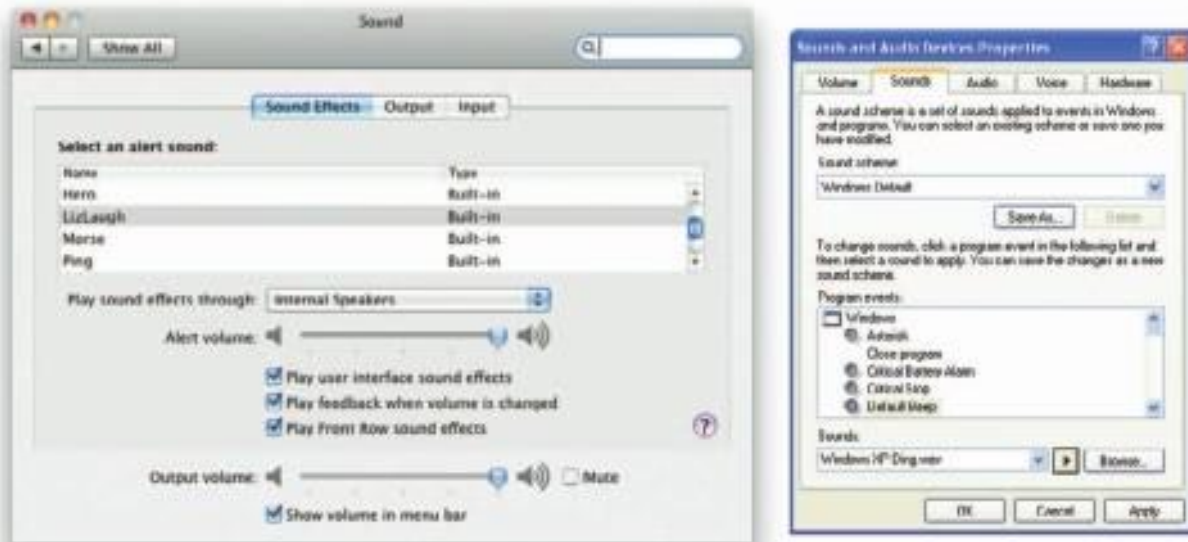 Sound
Show All
Sound Effects Output Input
Select an alert sound:
Name Type
Hero Built-in
LizLaugh Built-in
Morse Built-in
Ping Built-in
Play sound effects through: Internal Speakers
Alert volume:
Play user interface sound effects
Play feedback when volume is changed
Play Front Row sound effects
?
Output volume: Mute
Show volume in menu bar
Sounds and Audio Devices Properties
Volume Sounds Audio Voice Hardware
A sound scheme is a set of sounds applied to events in Windows
and programs. You can select an existing scheme or save one you
have modified.
Sound scheme:
Windows Default
Save As... Delete
To change sounds, click a program event in the following list and
then select a sound to apply. You can save the changes as a new
sound scheme.
Program events:
Windows
Asterisk
Close program
Critical Battery Alarm
Critical Stop
Default Beep
Sounds:
Windows XP Ding.wav Browse...
OK Cancel Apply